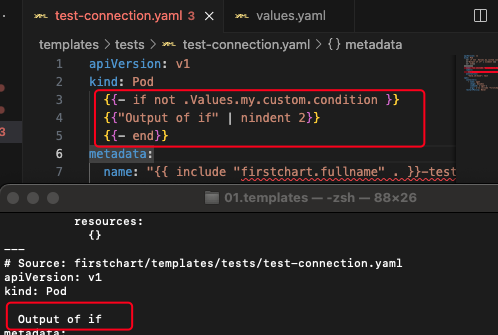 test-connection.yaml 3
values.yaml
templates > tests > test-connection.yaml > {} metadata
1 apiVersion: v1
2 kind: Pod
3 {{- if not .Values.my.custom.condition }}
4 {{"Output of if" | nindent 2}}
5 {{- end}}
6 metadata:
7 name: "{{ include "firstchart.fullname" . }}-test
3
01.templates — -zsh — 88×26
resources:
{}
---
# Source: firstchart/templates/tests/test-connection.yaml
apiVersion: v1
kind: Pod
Output of if
metadata: